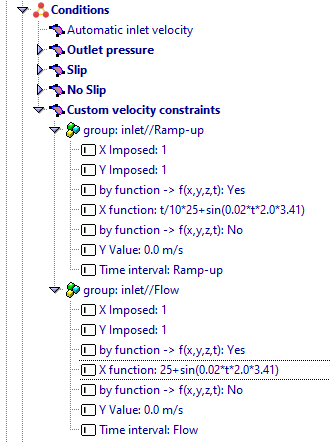 Conditions
Automatic inlet velocity
Outlet pressure
Slip
No Slip
Custom velocity constraints
group: inlet//Ramp-up
X Imposed: 1
Y Imposed: 1
by function -> f(x,y,z,t): Yes
X function: t/10*25+sin(0.02*t*2.0*3.41)
by function -> f(x,y,z,t): No
Y Value: 0.0 m/s
Time interval: Ramp-up
group: inlet//Flow
X Imposed: 1
Y Imposed: 1
by function -> f(x,y,z,t): Yes
X function: 25+sin(0.02*t*2.0*3.41)
by function -> f(x,y,z,t): No
Y Value: 0.0 m/s
Time interval: Flow